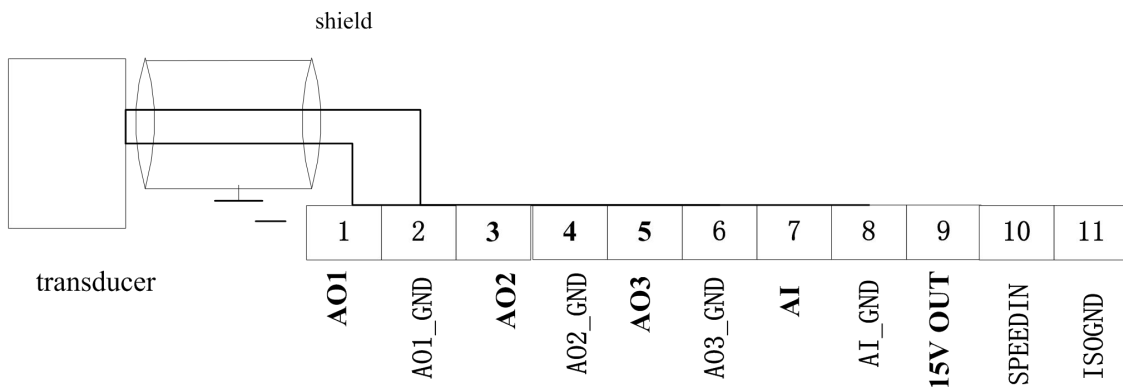 shield
transducer
1 2 3 4 5 6 7 8 9 10 11
AO1
AO1_GND
AO2
AO2_GND
AO3
AO3_GND
AI
AI_GND
15V OUT
SPEEDIN
ISOGND